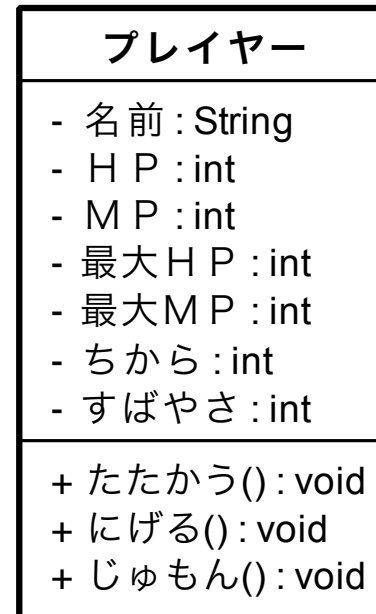 プレイヤー
- 名前 : String
- ＨＰ : int
- ＭＰ : int
- 最大ＨＰ : int
- 最大ＭＰ : int
- ちから : int
- すばやさ : int
+ たたかう() : void
+ にげる() : void
+ じゅもん() : void